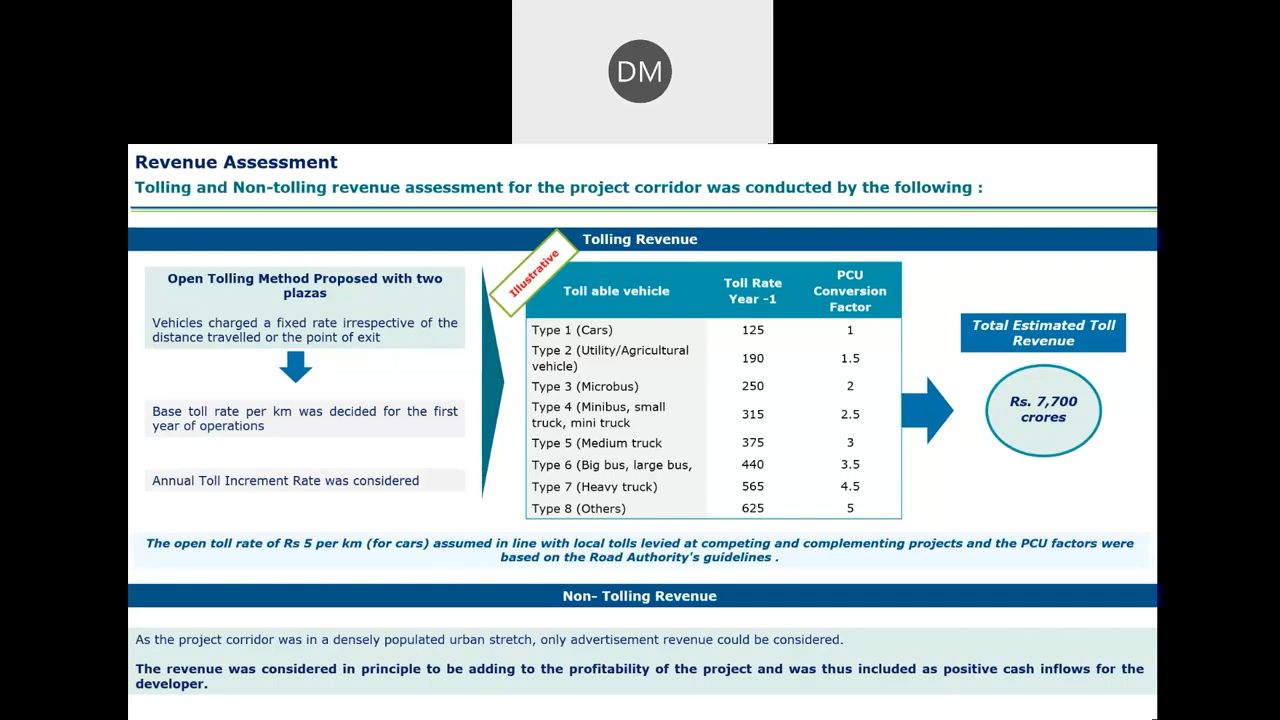 DM
Revenue Assessment
Tolling and Non-tolling revenue assessment for the project corridor was conducted by the following :
Tolling Revenue
Open Tolling Method Proposed with two
plazas
Vehicles charged a fixed rate irrespective of the
distance travelled or the point of exit
Base toll rate per km was decided for the first
year of operations
Annual Toll Increment Rate was considered
Illustrative
Toll able vehicle
Toll Rate
Year -1
PCU
Conversion
Factor
Type 1 (Cars) 125 1
Type 2 (Utility/Agricultural
vehicle) 190 1.5
Type 3 (Microbus) 250 2
Type 4 (Minibus, small
truck, mini truck 315 2.5
Type 5 (Medium truck 375 3
Type 6 (Big bus, large bus, 440 3.5
Type 7 (Heavy truck) 565 4.5
Type 8 (Others) 625 5
Total Estimated Toll
Revenue
Rs. 7,700
crores
The open toll rate of Rs 5 per km (for cars) assumed in line with local tolls levied at competing and complementing projects and the PCU factors were
based on the Road Authority's guidelines .
Non- Tolling Revenue
As the project corridor was in a densely populated urban stretch, only advertisement revenue could be considered.
The revenue was considered in principle to be adding to the profitability of the project and was thus included as positive cash inflows for the
developer.